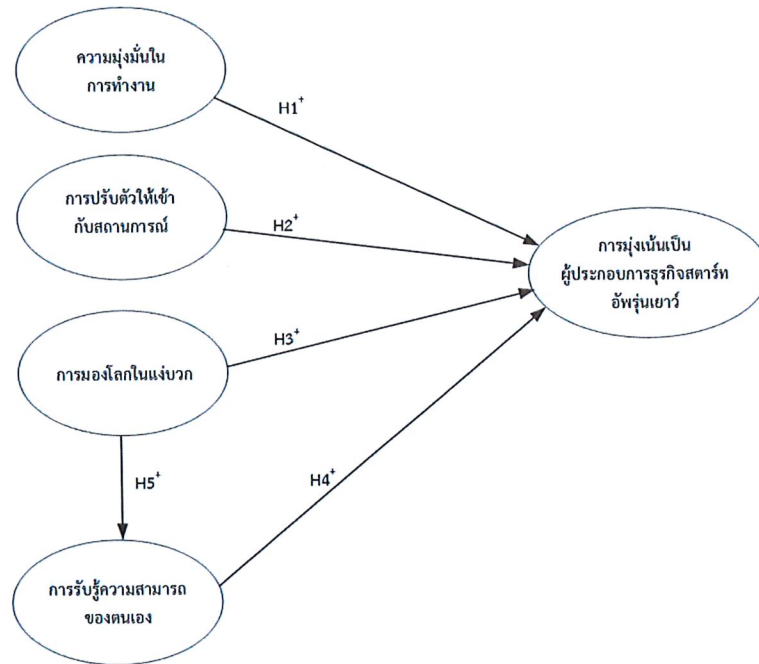 ความมุ่งมั่นใน
การทำงาน
H1+
การปรับตัวให้เข้า
กับสถานการณ์
H2+
การมุ่งเน้นเป็น
ผู้ประกอบการธุรกิจสตาร์ท
อัพรุ่นเยาว์
การมองโลกในแง่บวก
H3+
H5+
H4+
การรับรู้ความสามารถ
ของตนเอง